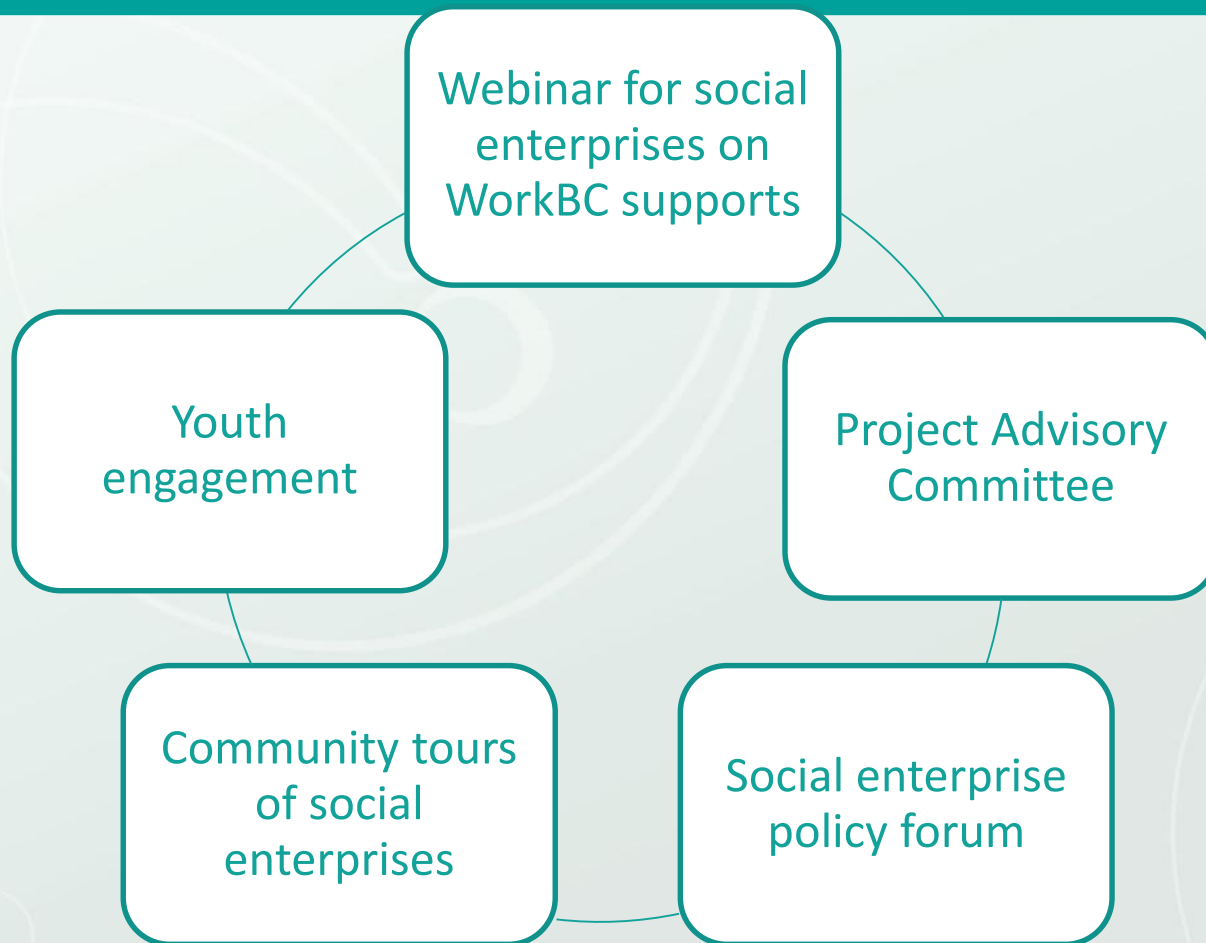 Webinar for social
enterprises on
WorkBC supports
Youth
engagement
Project Advisory
Committee
Community tours
of social
enterprises
Social enterprise
policy forum